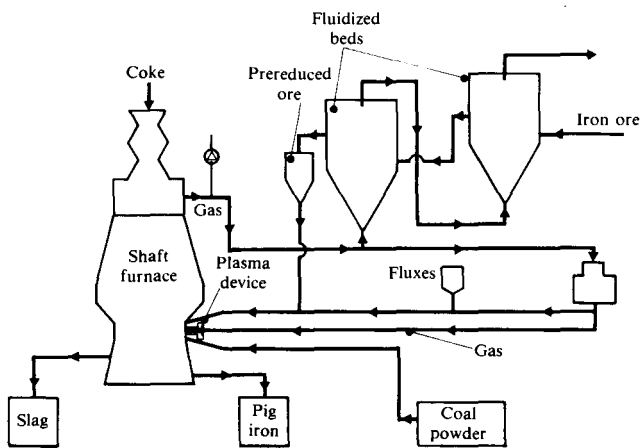 Fluidized
beds
Coke
Prereduced
ore
Iron ore
Gas
Shaft
furnace
Plasma
device
Fluxes
Gas
Slag
Pig
iron
Coal
powder